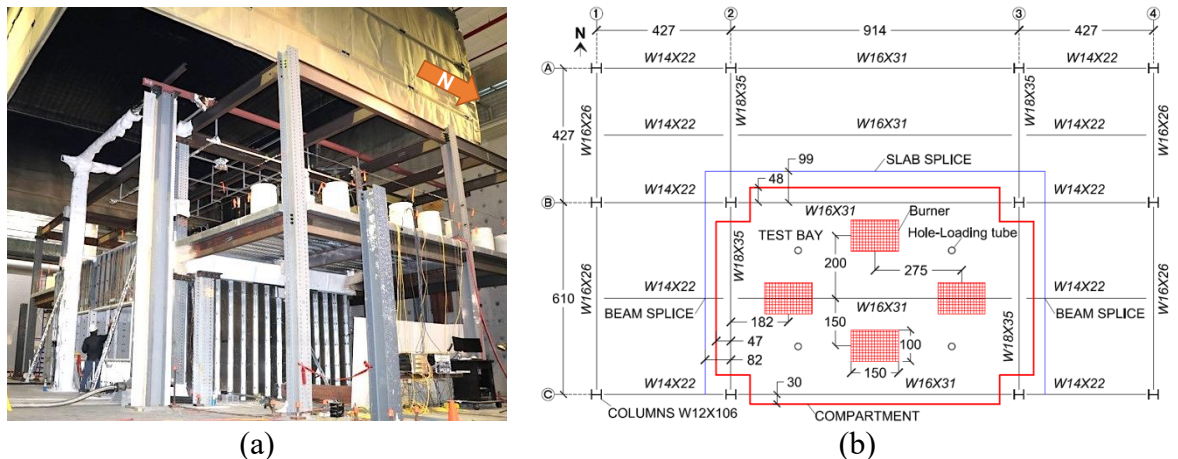 N
(a)
1 2 3 4
N
427 914 427
W14X22 W16X31 W14X22
A
W16X26 W18X35 W18X35 W16X26
427
W14X22 W16X31 W14X22
SLAB SPLICE
99
48
W14X22 W14X22
B
W16X31 Burner
TEST BAY Hole-Loading tube
W16X26 W18X35 200 275 W16X26
610
W14X22 W14X22
BEAM SPLICE W16X31 BEAM SPLICE
182 150 W18X35
47 100
82 150
30
W14X22 W16X31 W14X22
C
COLUMNS W12X106 COMPARTMENT
(b)